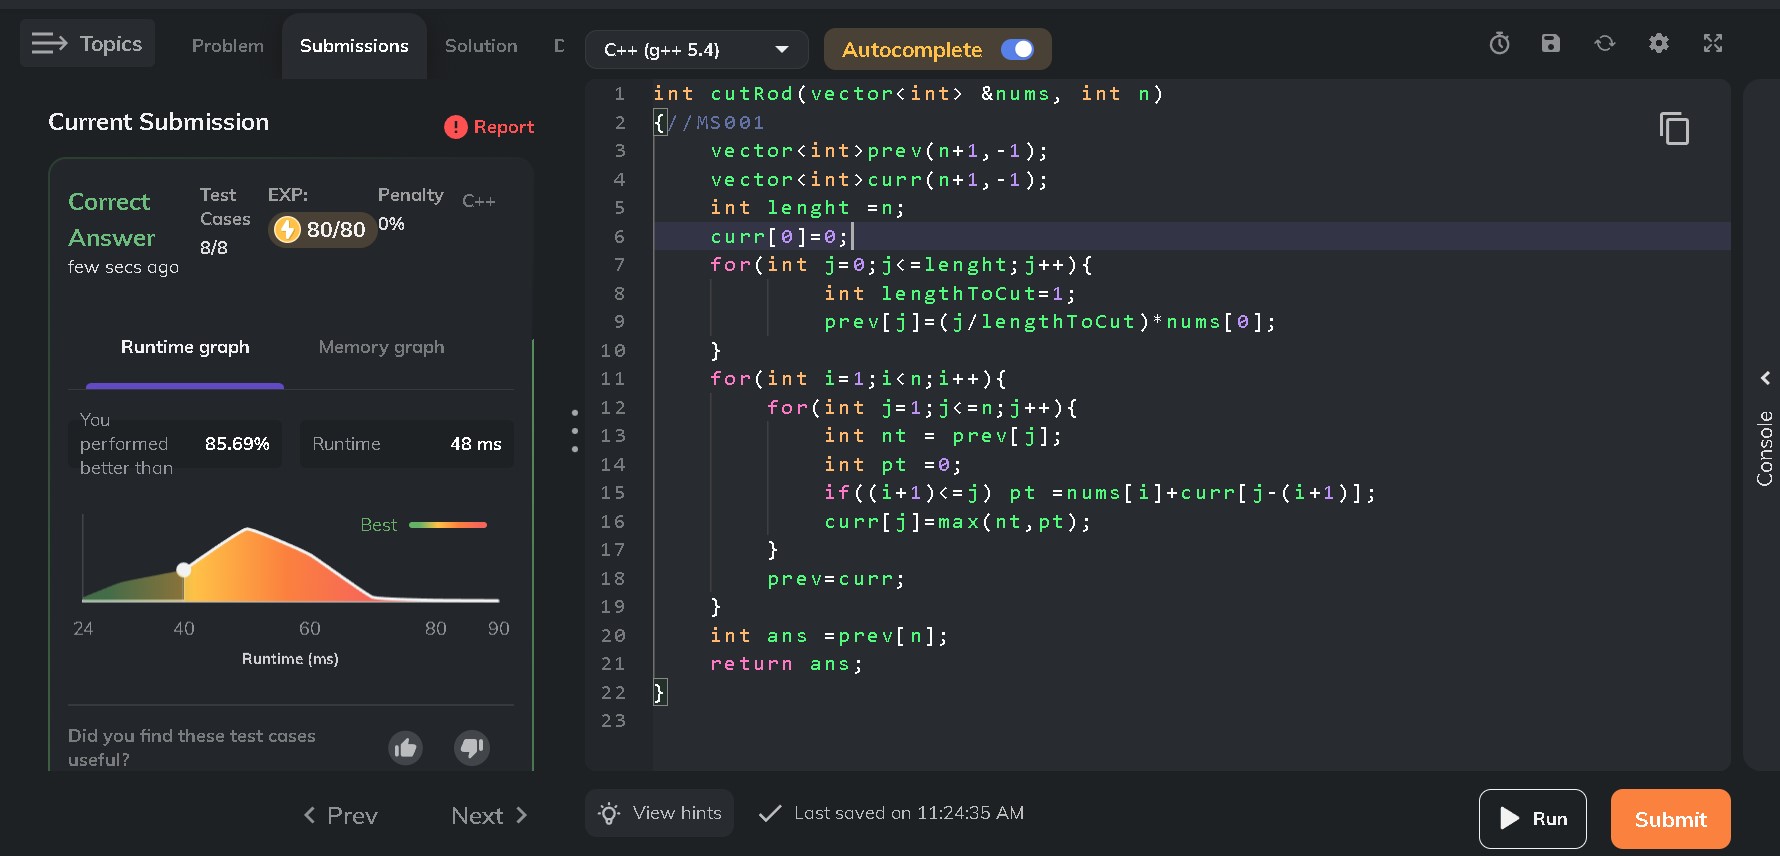 Topics
Problem
Submissions
Solution
D
C++ (g++ 5.4)
Autocomplete
Current Submission
Report
Correct
Answer
few secs ago
Test
Cases
8/8
EXP:
80/80
Penalty
0%
C++
Runtime graph
Memory graph
You
performed
better than
85.69%
Runtime
48 ms
Best
24 40 60 80 90
Runtime (ms)
Did you find these test cases
useful?
Prev
Next
1 int cutRod(vector<int> &nums, int n)
2 {//MS001
3     vector<int>prev(n+1,-1);
4     vector<int>curr(n+1,-1);
5     int lenght =n;
6     curr[0]=0;
7     for(int j=0;j<=lenght;j++){
8             int lengthToCut=1;
9             prev[j]=(j/lengthToCut)*nums[0];
10     }
11     for(int i=1;i<n;i++){
12         for(int j=1;j<=n;j++){
13             int nt = prev[j];
14             int pt =0;
15             if((i+1)<=j) pt =nums[i]+curr[j-(i+1)];
16             curr[j]=max(nt,pt);
17         }
18         prev=curr;
19     }
20     int ans =prev[n];
21     return ans;
22 }
23
Console
View hints
Last saved on 11:24:35 AM
Run
Submit